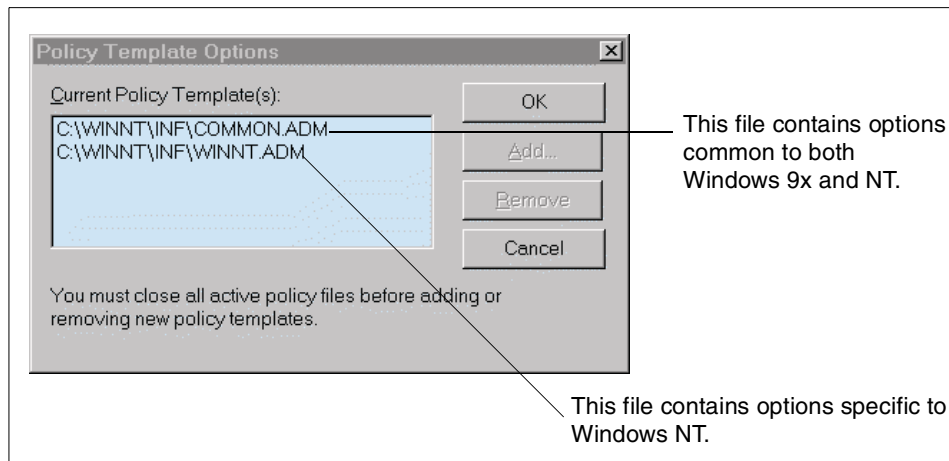 Policy Template Options
Current Policy Template(s):
C:\WINNT\INF\COMMON.ADM
C:\WINNT\INF\WINNT.ADM
OK
Add...
Remove
Cancel
You must close all active policy files before adding or
removing new policy templates.
This file contains options
common to both
Windows 9x and NT.
This file contains options specific to
Windows NT.